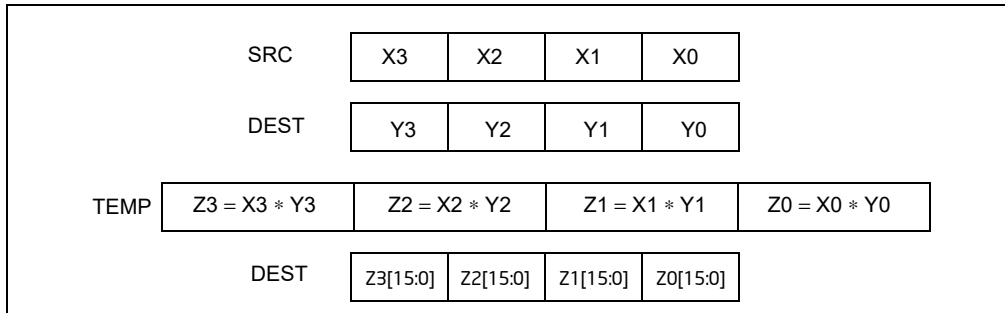 SRC X3 X2 X1 X0
DEST Y3 Y2 Y1 Y0
TEMP Z3 = X3 ∗ Y3 Z2 = X2 ∗ Y2 Z1 = X1 ∗ Y1 Z0 = X0 ∗ Y0
DEST Z3[15:0] Z2[15:0] Z1[15:0] Z0[15:0]